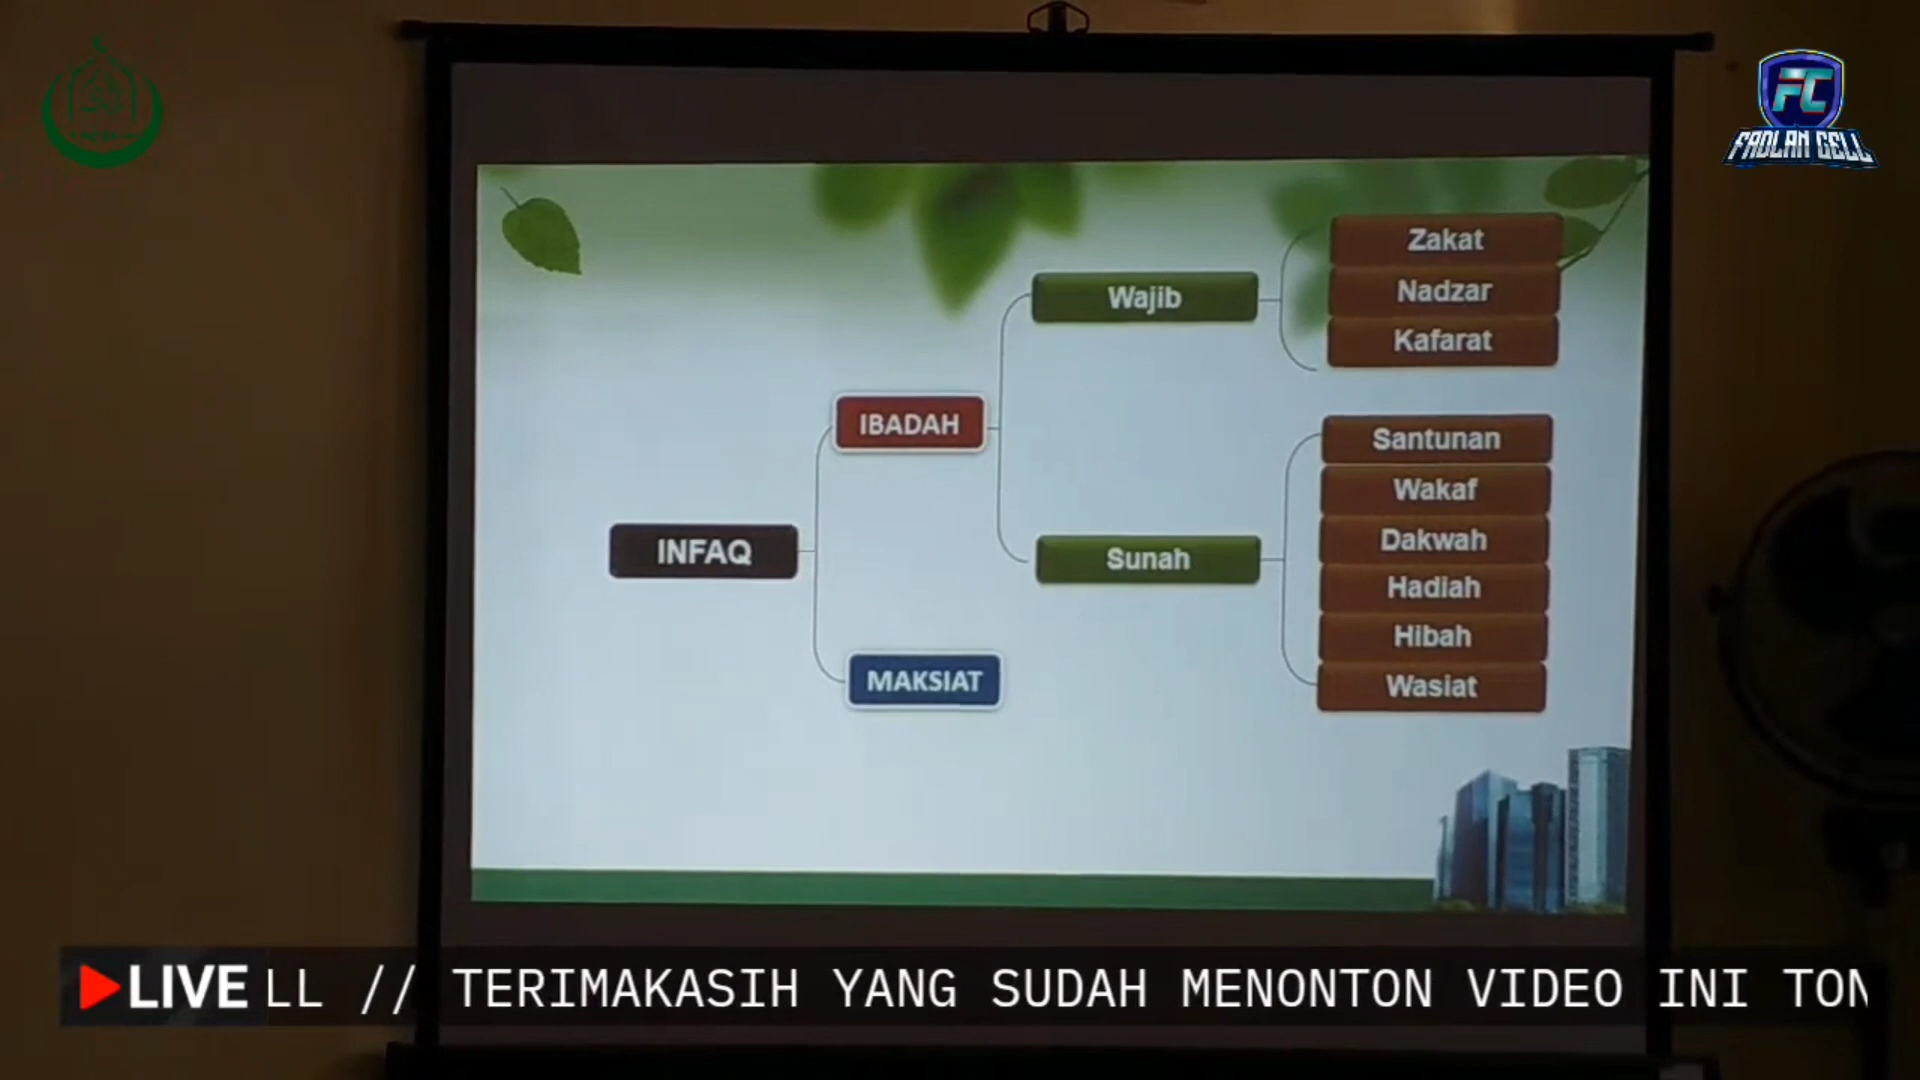 FADLAN GELL
Zakat
Wajib
Nadzar
Kafarat
IBADAH
Santunan
Wakaf
Dakwah
INFAQ
Sunah
Hadiah
Hibah
MAKSIAT
Wasiat
LIVE LL // TERIMAKASIH YANG SUDAH MENONTON VIDEO INI TON